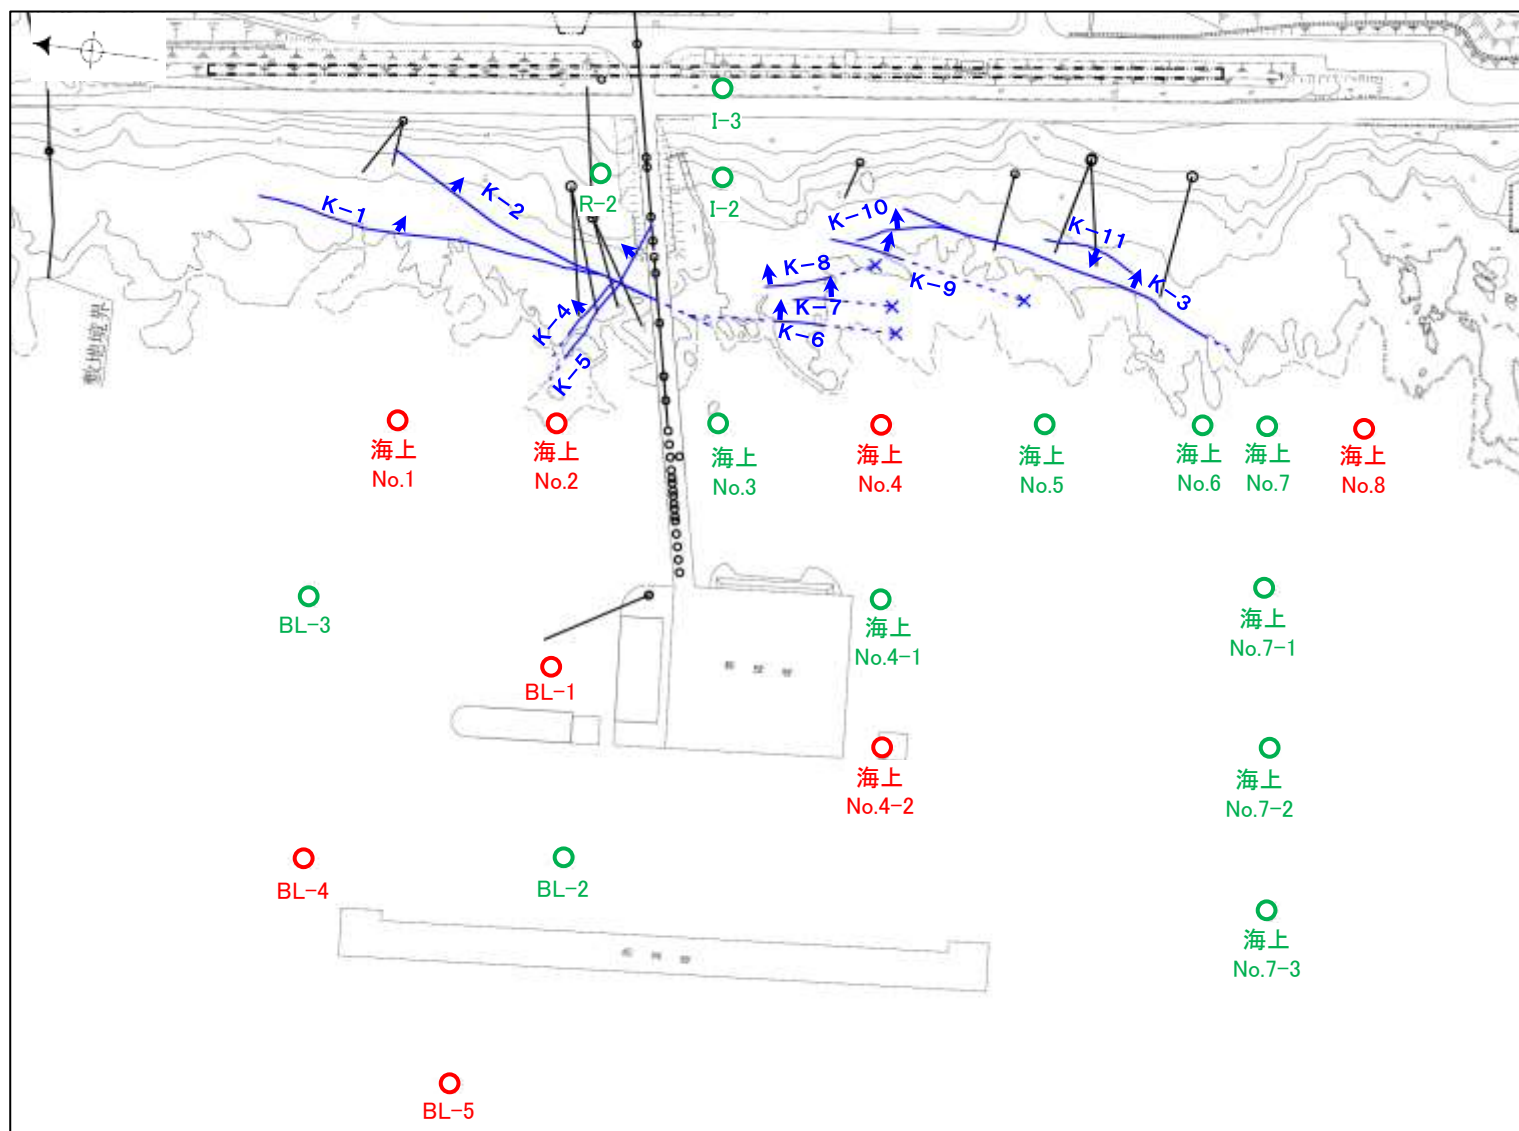 I-3
R-2
I-2
K-1
K-2
K-10
K-11
K-8
K-9
K-3
K-7
K-6
K-4
K-5
敷地境界
海上
No.1
海上
No.2
海上
No.3
海上
No.4
海上
No.5
海上
No.6
海上
No.7
海上
No.8
BL-3
BL-1
海上
No.4-1
海上
No.7-1
海上
No.4-2
海上
No.7-2
BL-4
BL-2
海上
No.7-3
BL-5